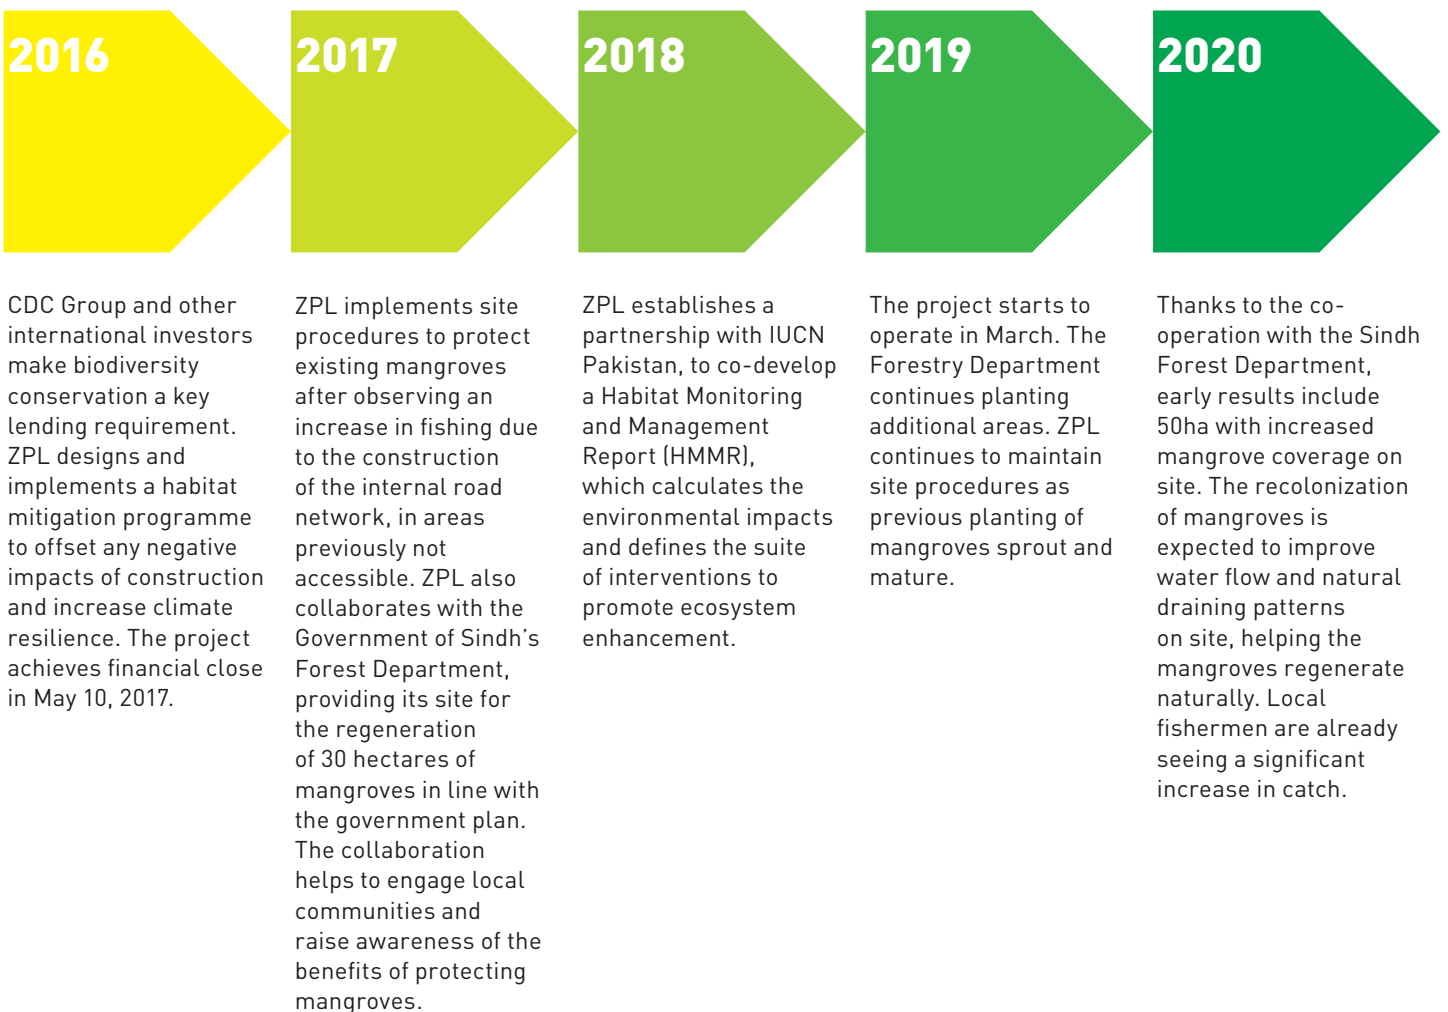 2016
CDC Group and other
international investors
make biodiversity
conservation a key
lending requirement.
ZPL designs and
implements a habitat
mitigation programme
to offset any negative
impacts of construction
and increase climate
resilience. The project
achieves financial close
in May 10, 2017.
2017
ZPL implements site
procedures to protect
existing mangroves
after observing an
increase in fishing due
to the construction
of the internal road
network, in areas
previously not
accessible. ZPL also
collaborates with the
Government of Sindh's
Forest Department,
providing its site for
the regeneration
of 30 hectares of
mangroves in line with
the government plan.
The collaboration
helps to engage local
communities and
raise awareness of the
benefits of protecting
mangroves.
2018
ZPL establishes a
partnership with IUCN
Pakistan, to co-develop
a Habitat Monitoring
and Management
Report (HMMR),
which calculates the
environmental impacts
and defines the suite
of interventions to
promote ecosystem
enhancement.
2019
The project starts to
operate in March. The
Forestry Department
continues planting
additional areas. ZPL
continues to maintain
site procedures as
previous planting of
mangroves sprout and
mature.
2020
Thanks to the co-
operation with the Sindh
Forest Department,
early results include
50ha with increased
mangrove coverage on
site. The recolonization
of mangroves is
expected to improve
water flow and natural
draining patterns
on site, helping the
mangroves regenerate
naturally. Local
fishermen are already
seeing a significant
increase in catch.